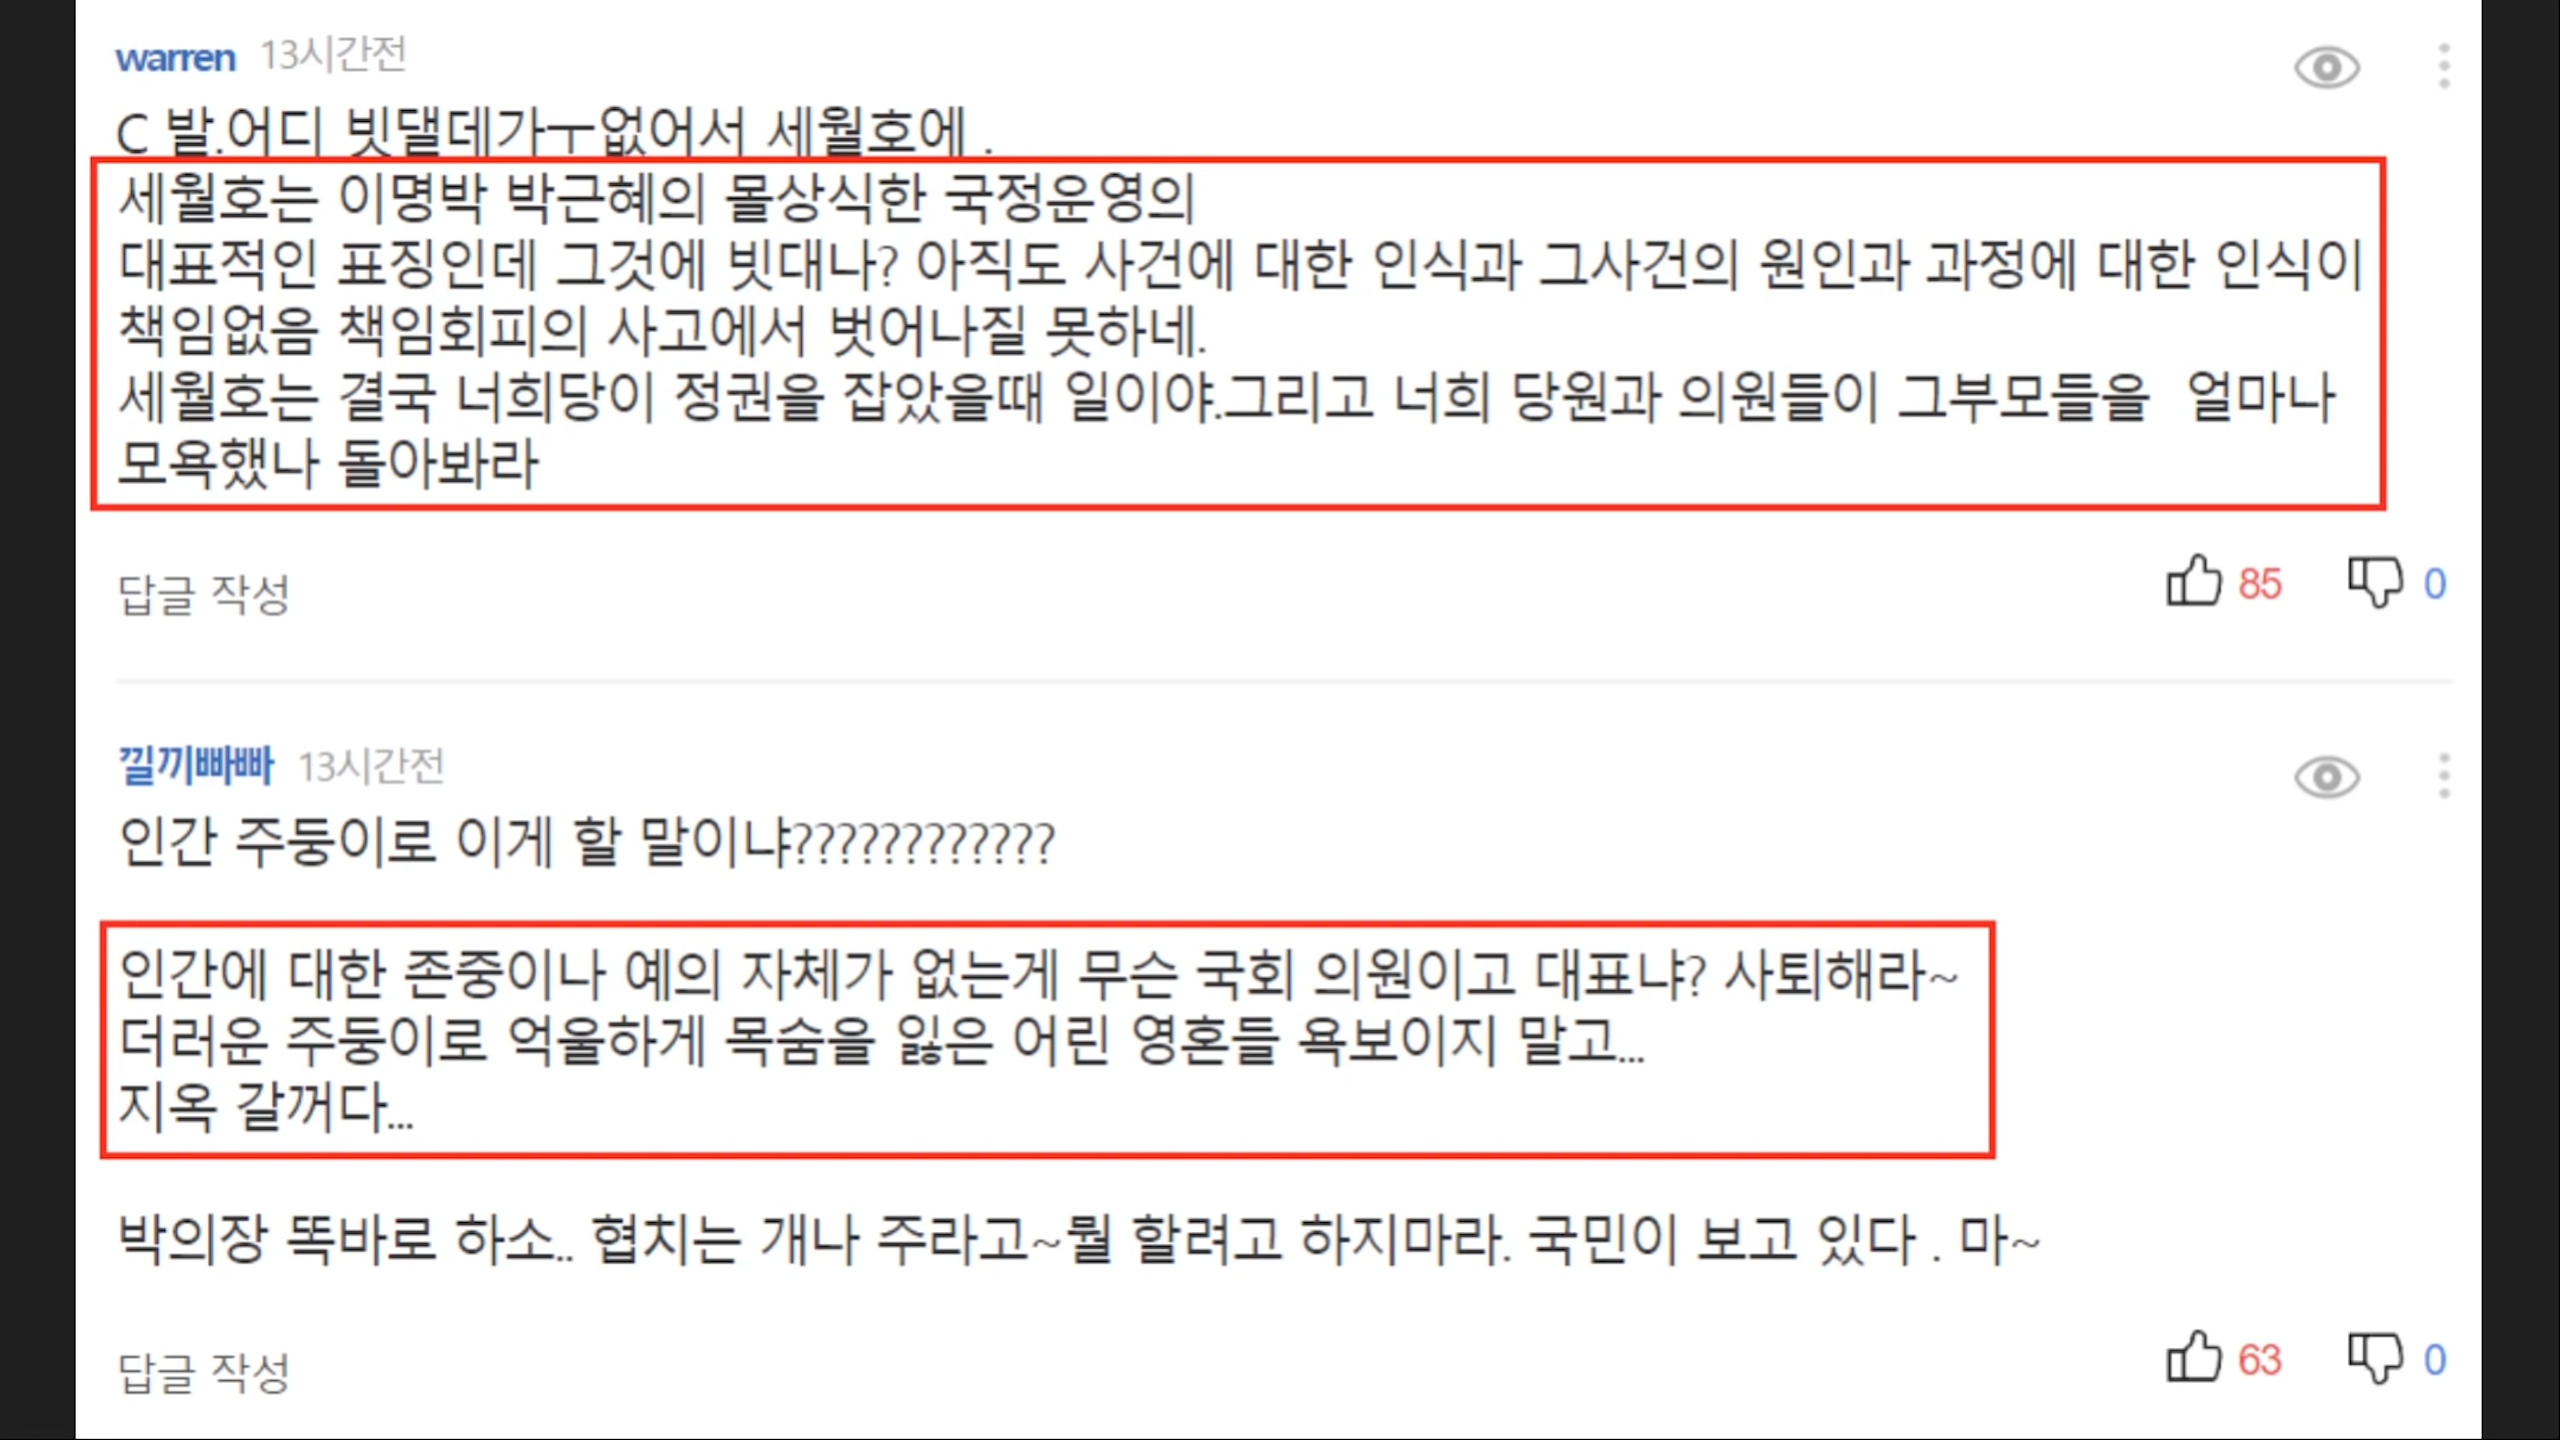 warren 13시간전
C 발.어디 빗댈데가ㅜ없어서 세월호에 .
세월호는 이명박 박근혜의 몰상식한 국정운영의
대표적인 표징인데 그것에 빗대나? 아직도 사건에 대한 인식과 그사건의 원인과 과정에 대한 인식이
책임없음 책임회피의 사고에서 벗어나질 못하네.
세월호는 결국 너희당이 정권을 잡았을때 일이야.그리고 너희 당원과 의원들이 그부모들을 얼마나
모욕했나 돌아봐라
답글 작성 85 0
낄끼빠빠 13시간전
인간 주둥이로 이게 할 말이냐????????????
인간에 대한 존중이나 예의 자체가 없는게 무슨 국회 의원이고 대표냐? 사퇴해라~
더러운 주둥이로 억울하게 목숨을 잃은 어린 영혼들 욕보이지 말고...
지옥 갈꺼다...
박의장 똑바로 하소.. 협치는 개나 주라고~뭘 할려고 하지마라. 국민이 보고 있다 . 마~
답글 작성 63 0